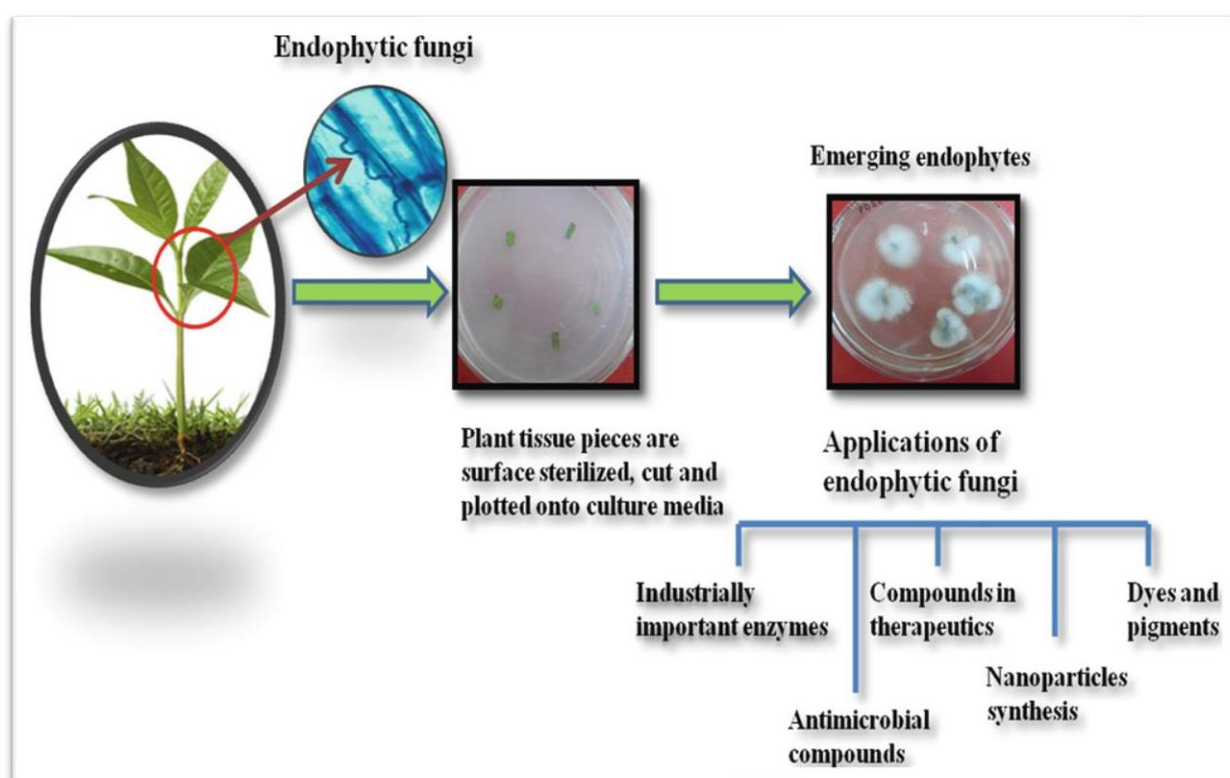 Endophytic fungi
Emerging endophytes
Plant tissue pieces are
surface sterilized, cut and
plotted onto culture media
Applications of
endophytic fungi
Industrially
important enzymes
Compounds in
therapeutics
Dyes and
pigments
Nanoparticles
synthesis
Antimicrobial
compounds